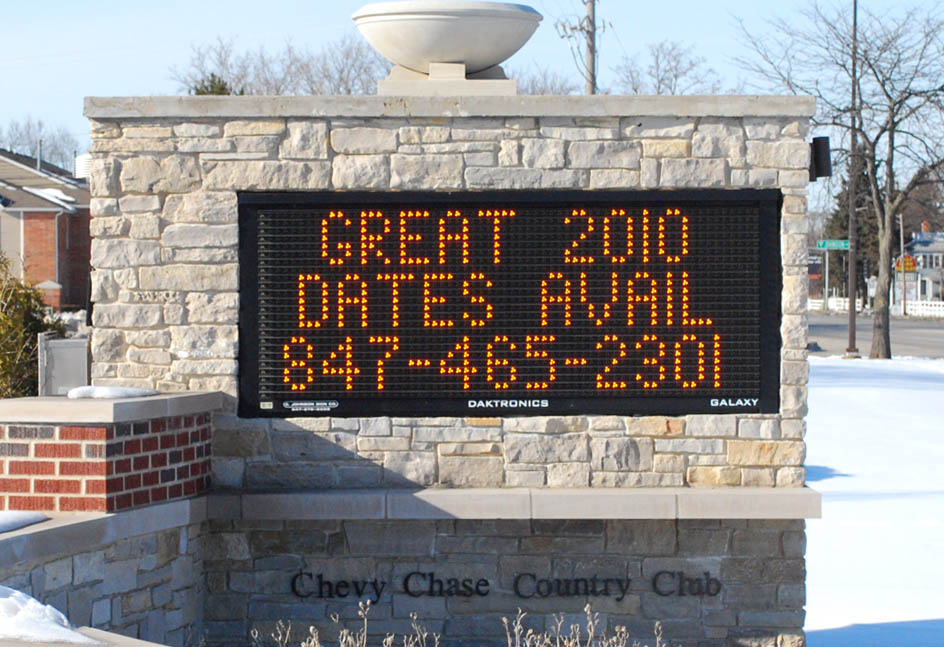 GREAT 2010
DATES AVAIL
847-465-2301
DAKTRONICS GALAXY
Chevy Chase Country Club